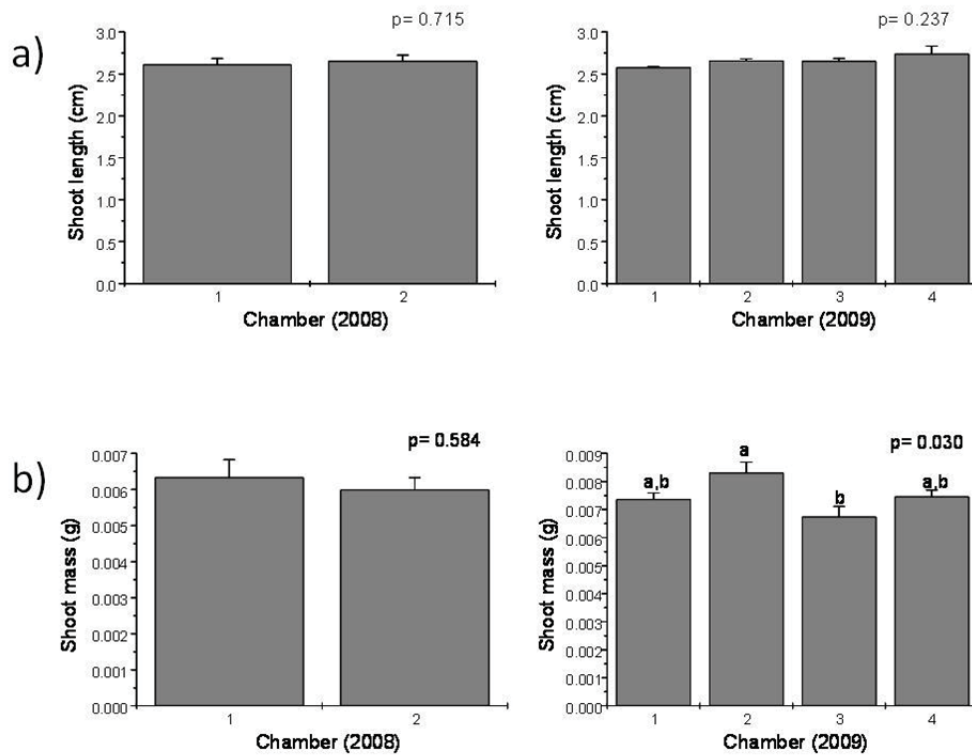 a)
p= 0.715
Shoot length (cm)
3.0
2.5
2.0
1.5
1.0
0.5
0.0
1 2
Chamber (2008)
p= 0.237
Shoot length (cm)
3.0
2.5
2.0
1.5
1.0
0.5
0.0
1 2 3 4
Chamber (2009)
b)
p= 0.584
Shoot mass (g)
0.007
0.006
0.005
0.004
0.003
0.002
0.001
0.000
1 2
Chamber (2008)
p= 0.030
Shoot mass (g)
0.009
0.008
0.007
0.006
0.005
0.004
0.003
0.002
0.001
0.000
a,b a b a,b
1 2 3 4
Chamber (2009)